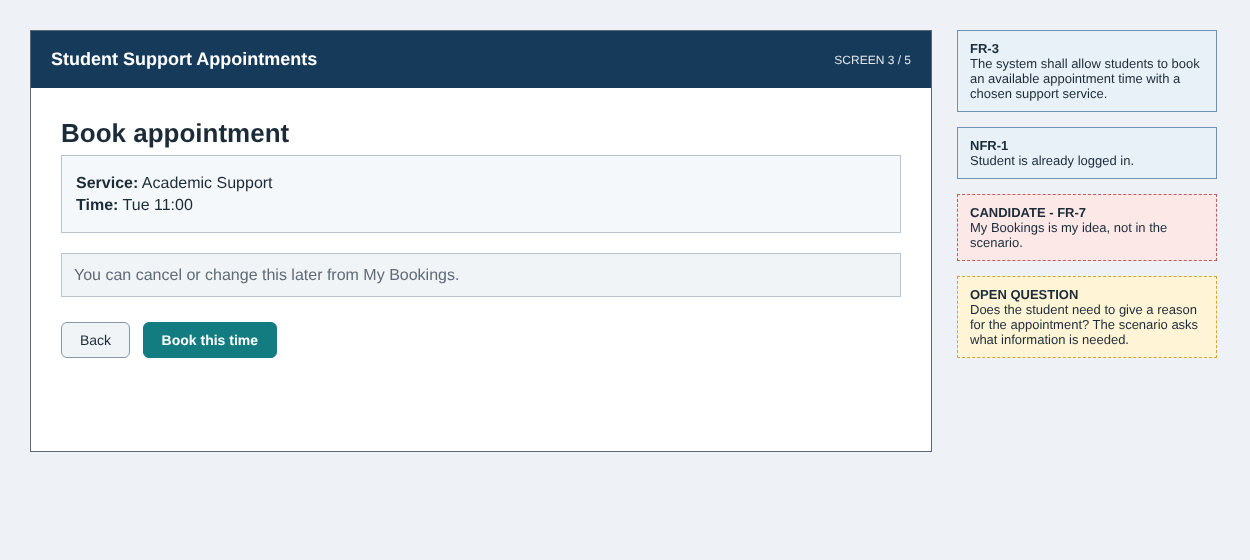 Student Support Appointments
SCREEN 3 / 5
Book appointment
Service: Academic Support
Time: Tue 11:00
You can cancel or change this later from My Bookings.
Back
Book this time
FR-3
The system shall allow students to book
an available appointment time with a
chosen support service.
NFR-1
Student is already logged in.
CANDIDATE - FR-7
My Bookings is my idea, not in the
scenario.
OPEN QUESTION
Does the student need to give a reason
for the appointment? The scenario asks
what information is needed.